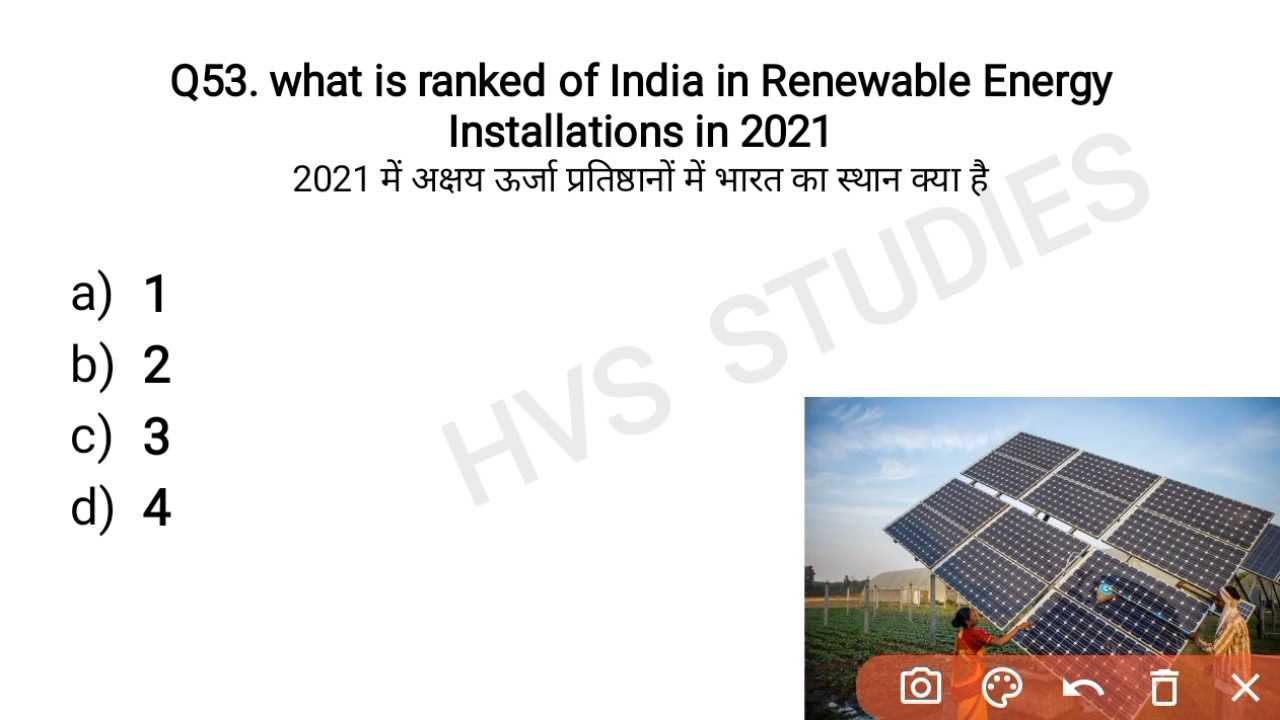 Q53. what is ranked of India in Renewable Energy
Installations in 2021
2021 में अक्षय ऊर्जा प्रतिष्ठानों में भारत का स्थान क्या है
HVS STUDIES
a) 1
b) 2
c) 3
d) 4